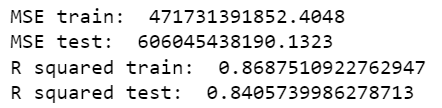 MSE train:  471731391852.4048
MSE test:  606045438190.1323
R squared train:  0.8687510922762947
R squared test:  0.8405739986278713